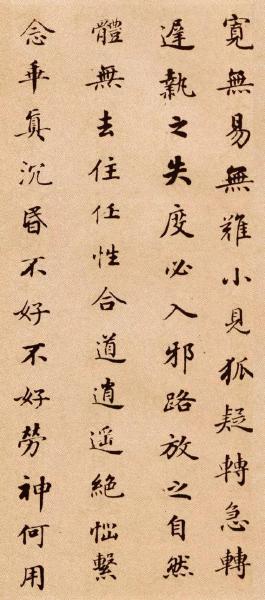 寬無易無難小見狐疑轉急轉
遲執之失度必入邪路放之自然
體無去住任性合道逍遙絶惱繫
念乖眞沉昏不好不好勞神何用